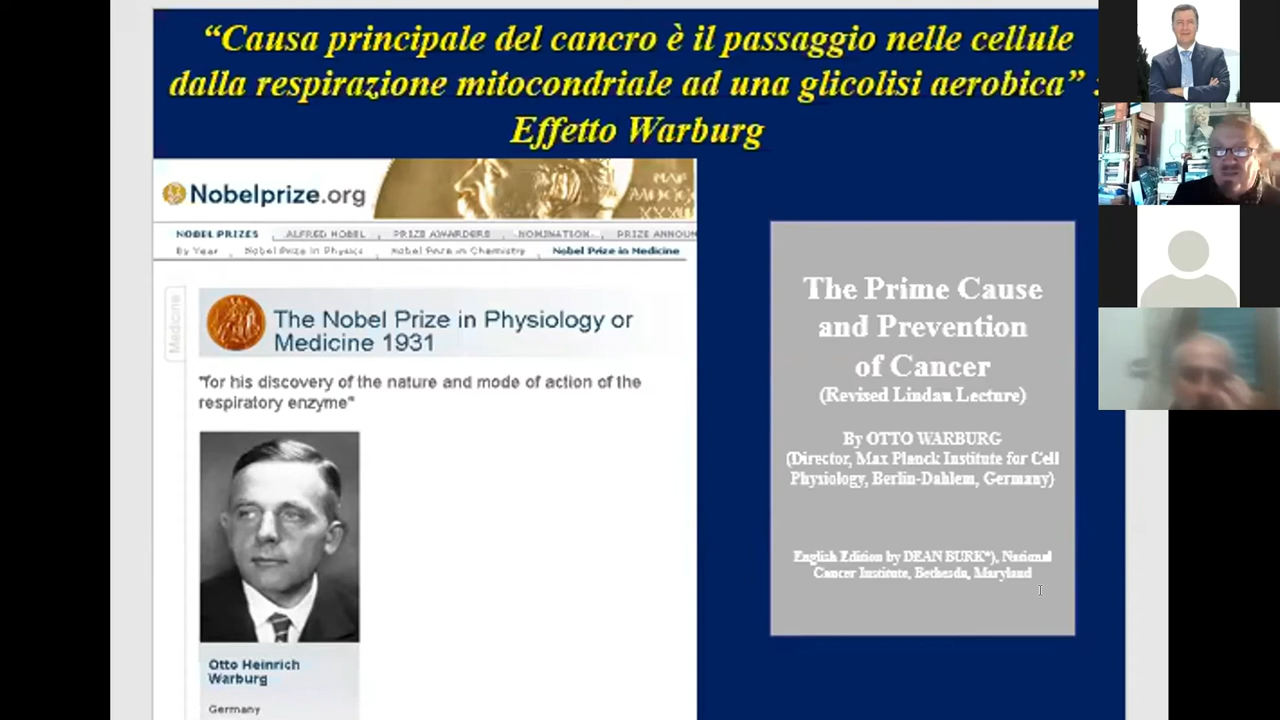 “Causa principale del cancro è il passaggio nelle cellule
dalla respirazione mitocondriale ad una glicolisi aerobica” :
Effetto Warburg
Nobelprize.org
NOBEL PRIZES
ALFRED NOBEL
PRIZE AWARDERS
NOMINATION
PRIZE ANNOUN
By Year
Nobel Prize in Physics
Nobel Prize in Chemistry
Nobel Prize in Medicine
Medicine
The Nobel Prize in Physiology or
Medicine 1931
"for his discovery of the nature and mode of action of the
respiratory enzyme"
Otto Heinrich
Warburg
Germany
The Prime Cause
and Prevention
of Cancer
(Revised Lindau Lecture)
By OTTO WARBURG
(Director, Max Planck Institute for Cell
Physiology, Berlin-Dahlem, Germany)
English Edition by DEAN BURK*), National
Cancer Institute, Bethesda, Maryland